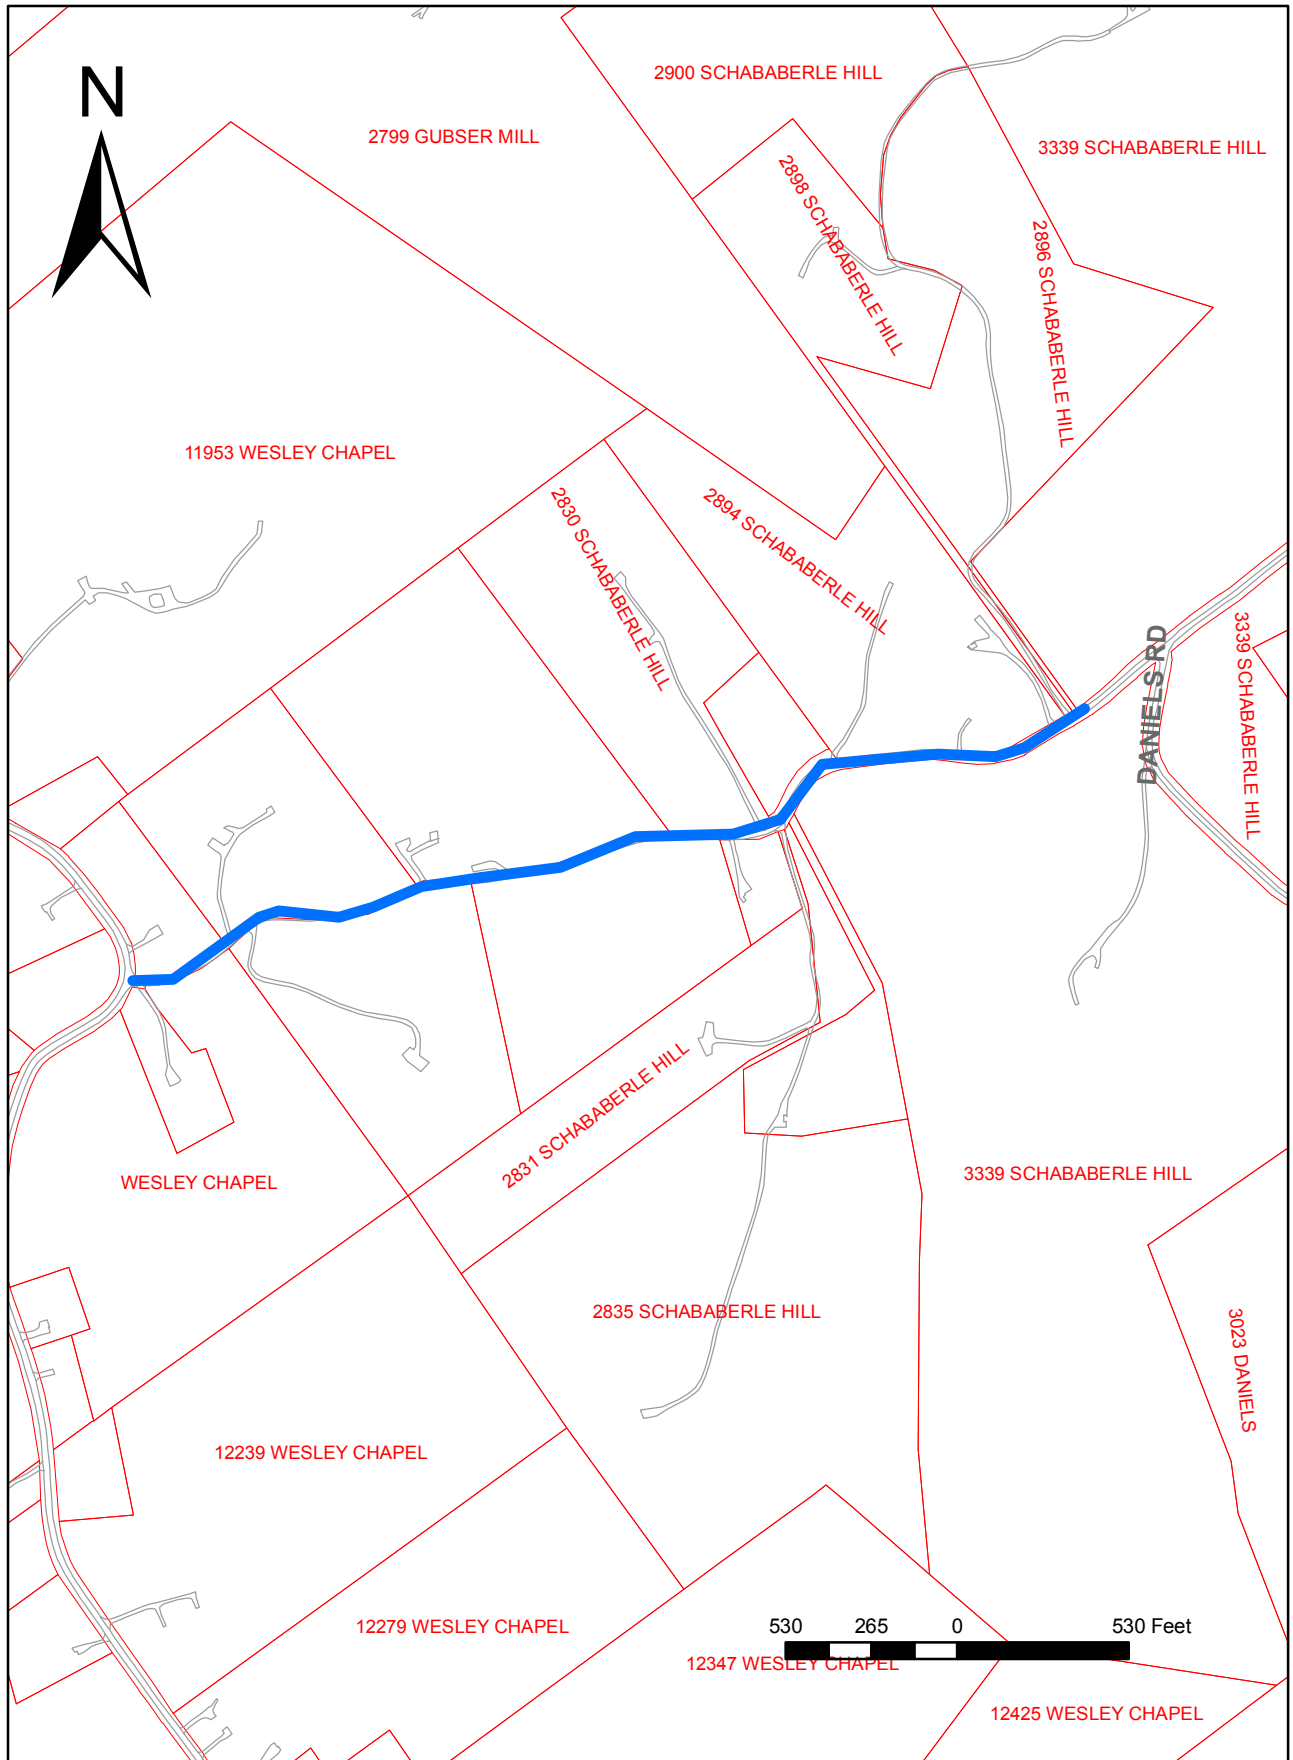 N
2900 SCHABABERLE HILL
2799 GUBSER MILL
3339 SCHABABERLE HILL
2898 SCHABABERLE HILL
2896 SCHABABERLE HILL
11953 WESLEY CHAPEL
2830 SCHABABERLE HILL
2894 SCHABABERLE HILL
DANIELS RD
3339 SCHABABERLE HILL
2831 SCHABABERLE HILL
WESLEY CHAPEL
3339 SCHABABERLE HILL
2835 SCHABABERLE HILL
3023 DANIELS
12239 WESLEY CHAPEL
12279 WESLEY CHAPEL
530 265 0 530 Feet
12347 WESLEY CHAPEL
12425 WESLEY CHAPEL